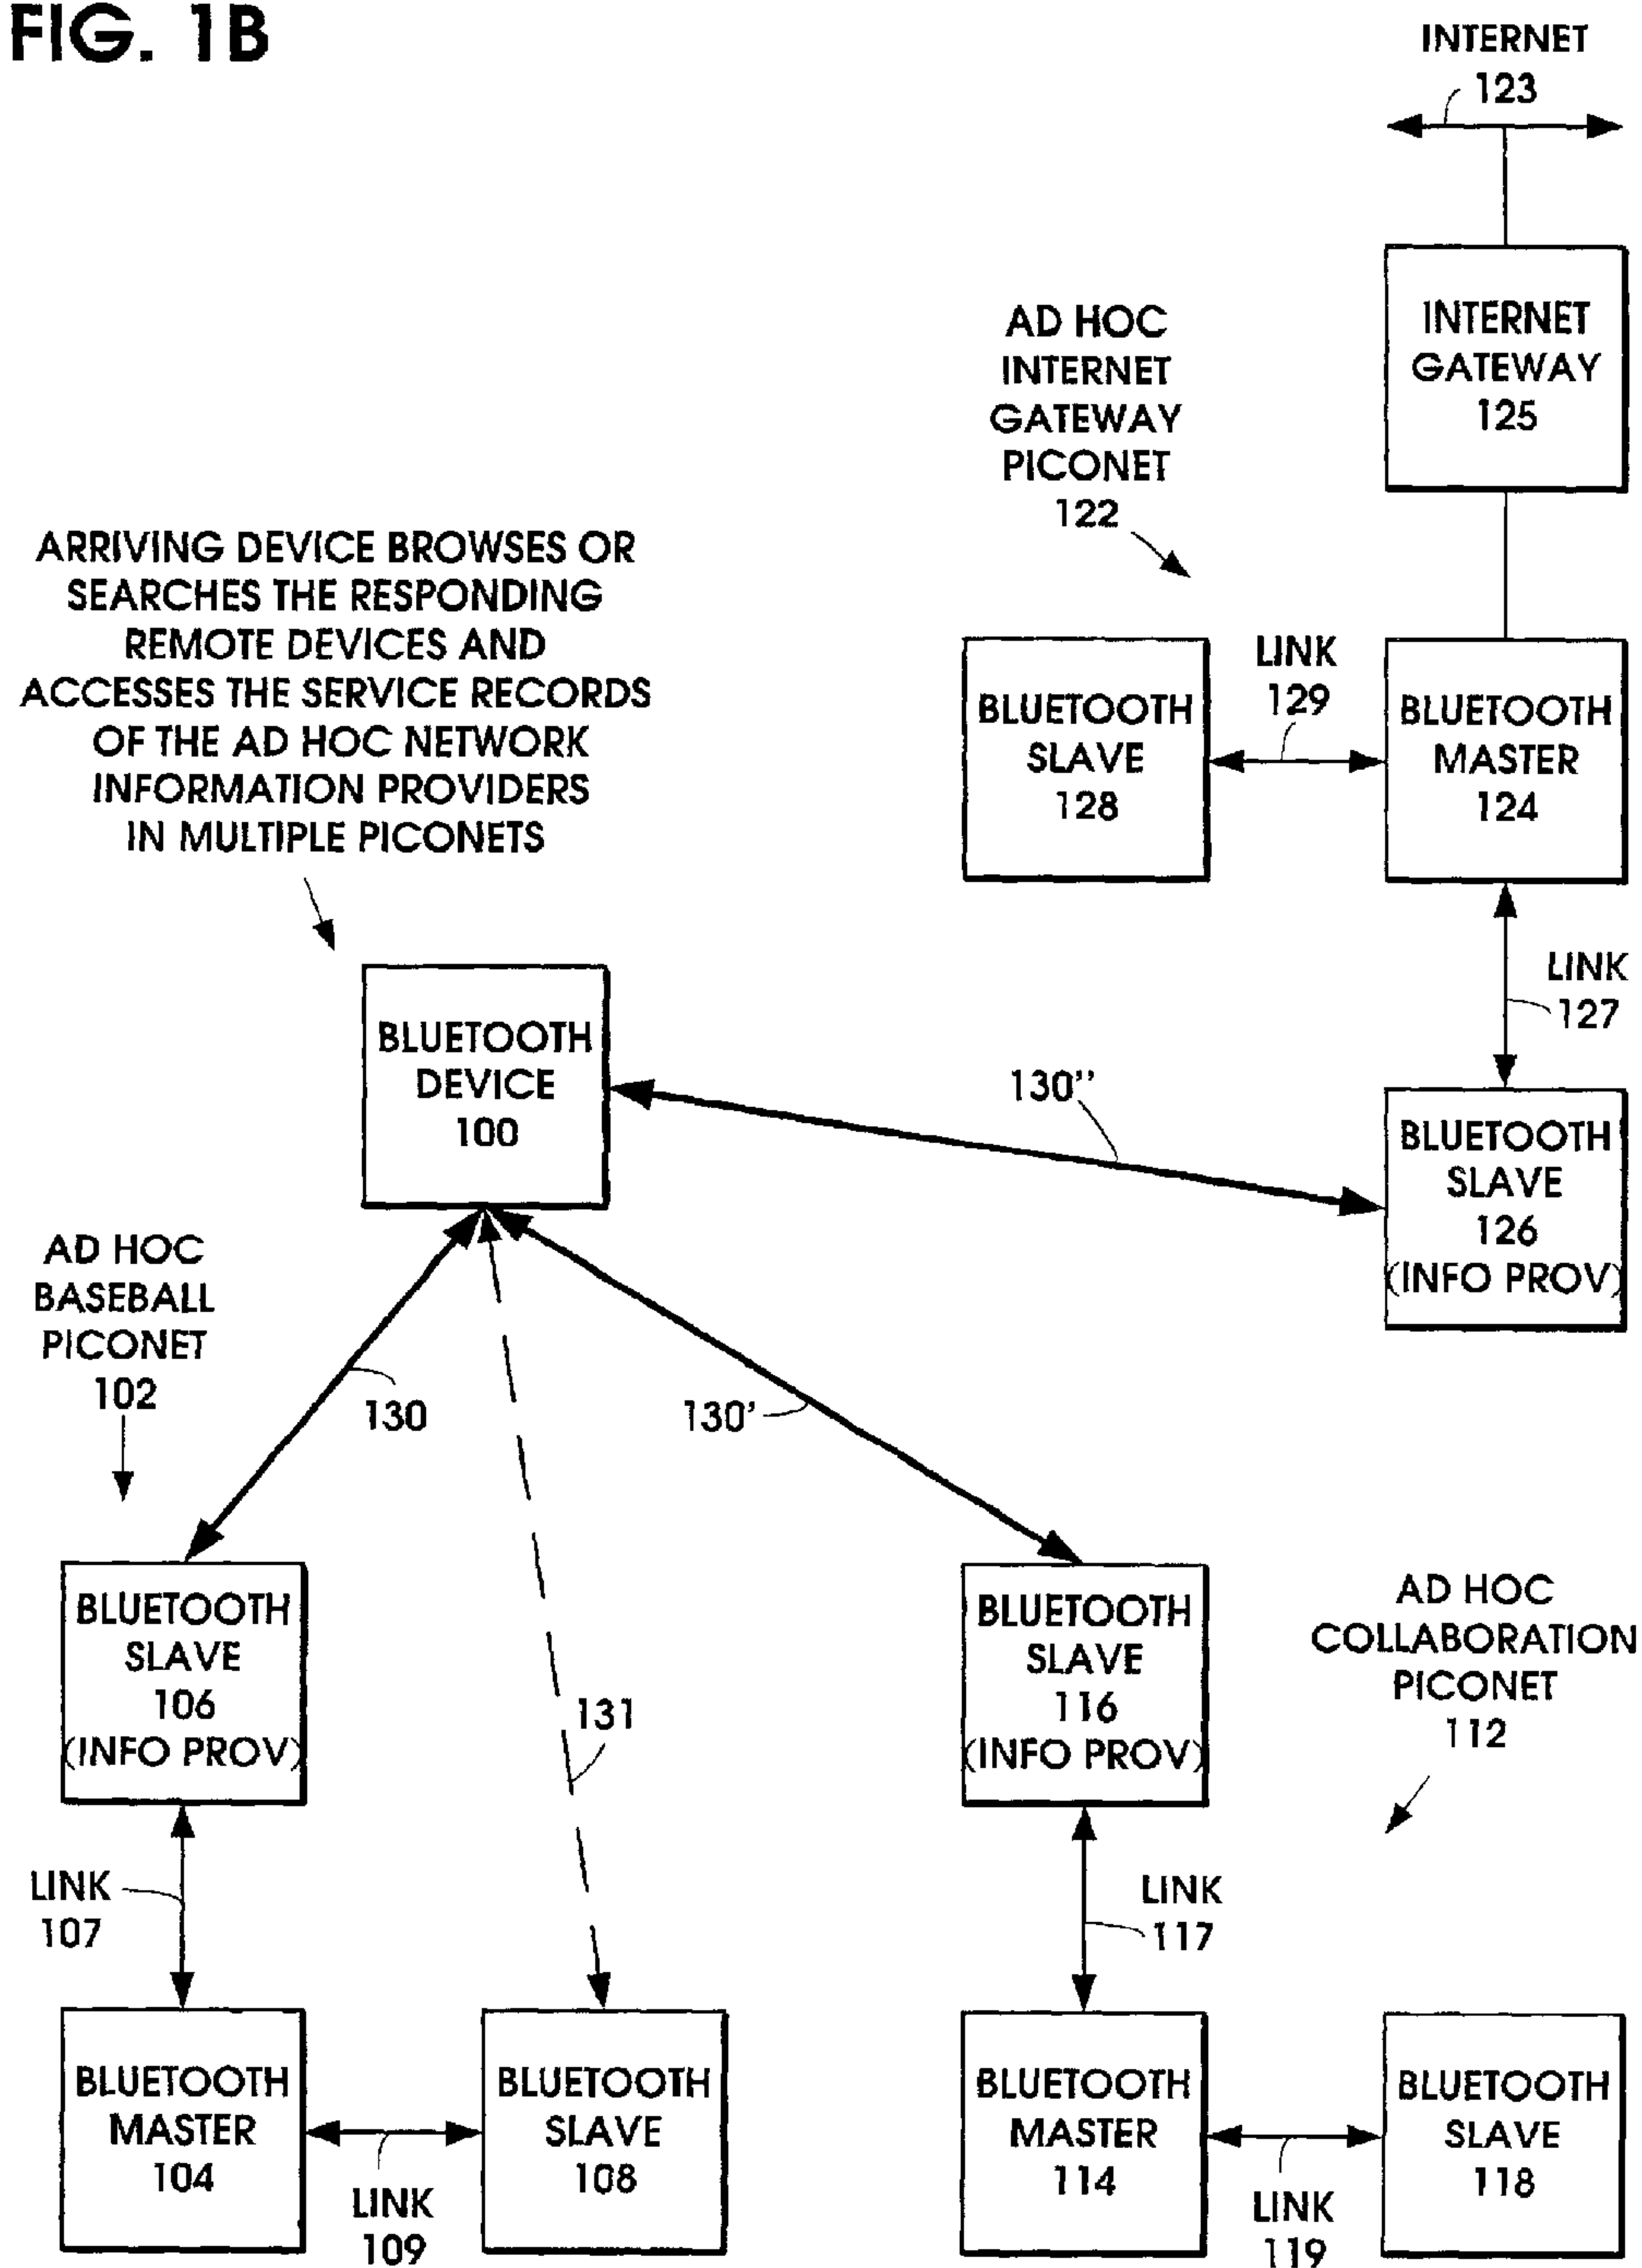 FIG. 1B
INTERNET
123
INTERNET
GATEWAY
125
AD HOC
INTERNET
GATEWAY
PICONET
122
ARRIVING DEVICE BROWSES OR
SEARCHES THE RESPONDING
REMOTE DEVICES AND
ACCESSES THE SERVICE RECORDS
OF THE AD HOC NETWORK
INFORMATION PROVIDERS
IN MULTIPLE PICONETS
BLUETOOTH
SLAVE
128
LINK
129
BLUETOOTH
MASTER
124
LINK
127
BLUETOOTH
DEVICE
100
130''
BLUETOOTH
SLAVE
126
(INFO PROV)
AD HOC
BASEBALL
PICONET
102
130
130'
BLUETOOTH
SLAVE
106
(INFO PROV)
131
BLUETOOTH
SLAVE
116
(INFO PROV)
AD HOC
COLLABORATION
PICONET
112
LINK
107
LINK
117
BLUETOOTH
MASTER
104
LINK
109
BLUETOOTH
SLAVE
108
BLUETOOTH
MASTER
114
LINK
119
BLUETOOTH
SLAVE
118